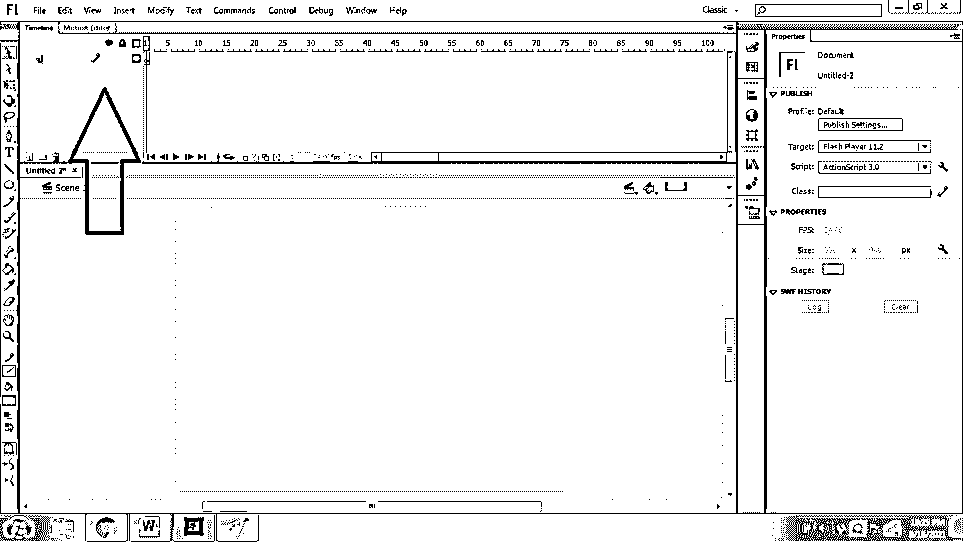 Fl File Edit View Insert Modify Text Commands Control Debug Window Help Classic
Timeline Motion Editor
1 5 10 15 20 25 30 35 40 45 50 55 60 65 70 75 80 85 90 95 100
Untitled-2* ×
Scene
Properties
Fl
Document
Untitled-2
PUBLISH
Profile: Default
Publish Settings...
Target: Flash Player 11.2
Script: ActionScript 3.0
Class:
PROPERTIES
FPS:
Size: x px
Stage:
SWF HISTORY
Log Clear
W Fl